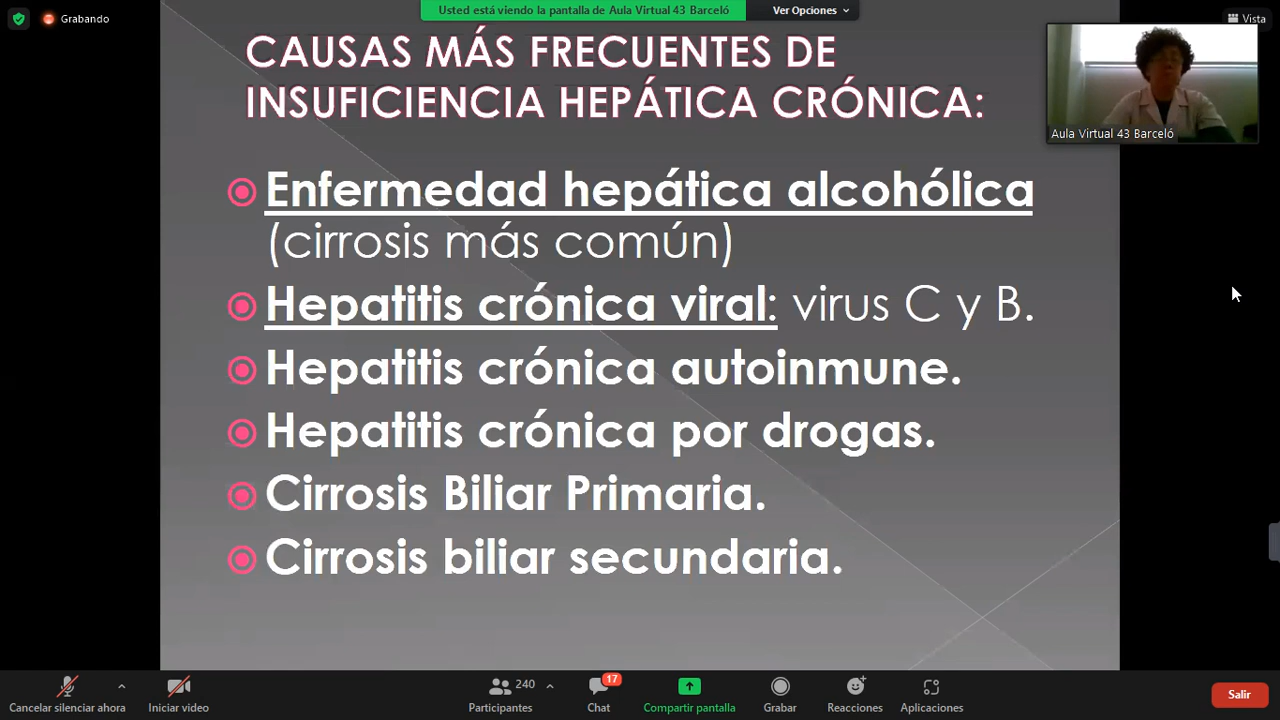 Grabando
Usted está viendo la pantalla de Aula Virtual 43 Barceló
Ver Opciones
Vista
CAUSAS MÁS FRECUENTES DE
INSUFICIENCIA HEPÁTICA CRÓNICA:
Aula Virtual 43 Barceló
Enfermedad hepática alcohólica
(cirrosis más común)
Hepatitis crónica viral: virus C y B.
Hepatitis crónica autoinmune.
Hepatitis crónica por drogas.
Cirrosis Biliar Primaria.
Cirrosis biliar secundaria.
240
17
Cancelar silenciar ahora
Iniciar video
Participantes
Chat
Compartir pantalla
Grabar
Reacciones
Aplicaciones
Salir